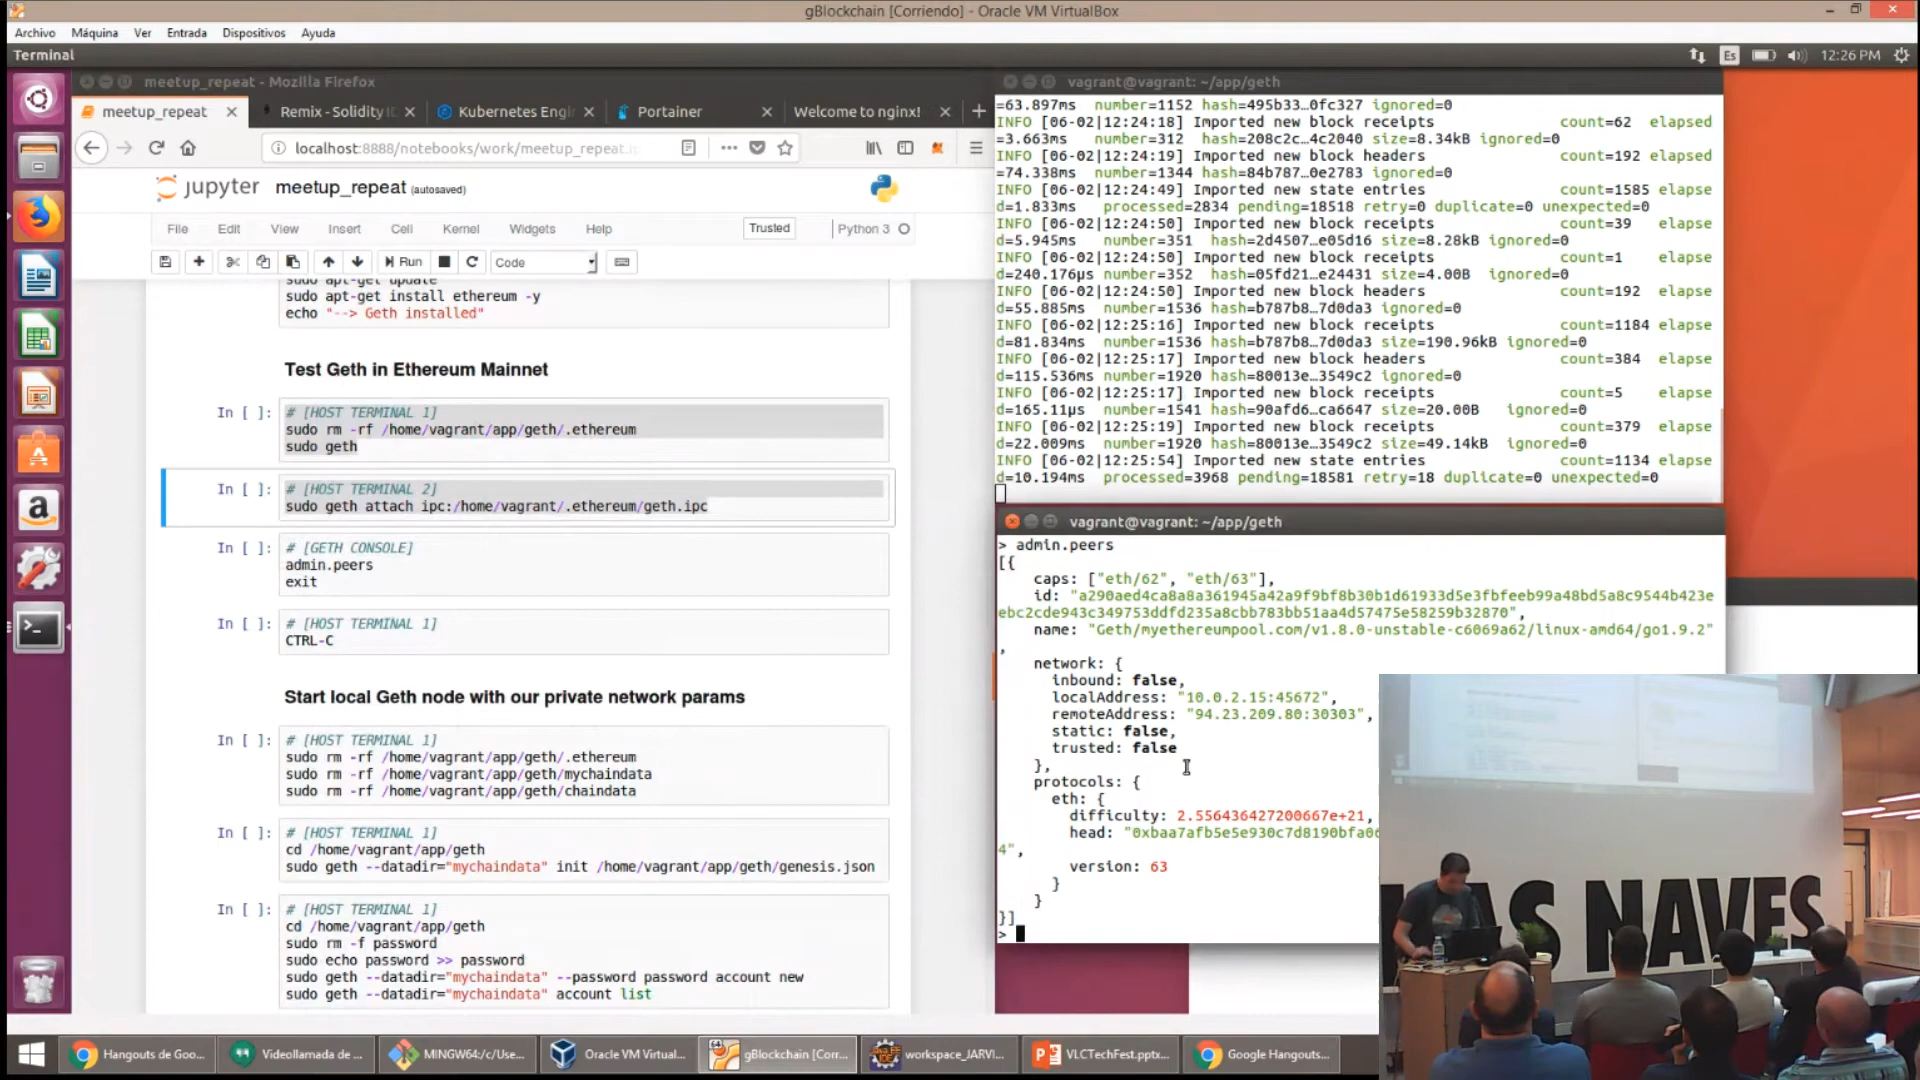 gBlockchain [Corriendo] - Oracle VM VirtualBox
Archivo Máquina Ver Entrada Dispositivos Ayuda
Terminal
Es 12:26 PM
meetup_repeat - Mozilla Firefox
meetup_repeat
Remix - Solidity I
Kubernetes Engi
Portainer
Welcome to nginx!
localhost:8888/notebooks/work/meetup_repeat.i
jupyter meetup_repeat (autosaved)
File Edit View Insert Cell Kernel Widgets Help Trusted Python 3
Run Code
sudo apt-get update
sudo apt-get install ethereum -y
echo "--> Geth installed"
Test Geth in Ethereum Mainnet
In [ ]: # [HOST TERMINAL 1]
sudo rm -rf /home/vagrant/app/geth/.ethereum
sudo geth
In [ ]: # [HOST TERMINAL 2]
sudo geth attach ipc:/home/vagrant/.ethereum/geth.ipc
In [ ]: # [GETH CONSOLE]
admin.peers
exit
In [ ]: # [HOST TERMINAL 1]
CTRL-C
Start local Geth node with our private network params
In [ ]: # [HOST TERMINAL 1]
sudo rm -rf /home/vagrant/app/geth/.ethereum
sudo rm -rf /home/vagrant/app/geth/mychaindata
sudo rm -rf /home/vagrant/app/geth/chaindata
In [ ]: # [HOST TERMINAL 1]
cd /home/vagrant/app/geth
sudo geth --datadir="mychaindata" init /home/vagrant/app/geth/genesis.json
In [ ]: # [HOST TERMINAL 1]
cd /home/vagrant/app/geth
sudo rm -f password
sudo echo password >> password
sudo geth --datadir="mychaindata" --password password account new
sudo geth --datadir="mychaindata" account list
vagrant@vagrant: ~/app/geth
=63.897ms number=1152 hash=495b33…0fc327 ignored=0
INFO [06-02|12:24:18] Imported new block receipts count=62 elapsed
=3.663ms number=312 hash=208c2c…4c2040 size=8.34kB ignored=0
INFO [06-02|12:24:19] Imported new block headers count=192 elapsed
=74.338ms number=1344 hash=84b787…0e2783 ignored=0
INFO [06-02|12:24:49] Imported new state entries count=1585 elapse
d=1.833ms processed=2834 pending=18518 retry=0 duplicate=0 unexpected=0
INFO [06-02|12:24:50] Imported new block receipts count=39 elapse
d=5.945ms number=351 hash=2d4507…e05d16 size=8.28kB ignored=0
INFO [06-02|12:24:50] Imported new block receipts count=1 elapse
d=240.176µs number=352 hash=05fd21…e24431 size=4.00B ignored=0
INFO [06-02|12:24:50] Imported new block headers count=192 elapse
d=55.885ms number=1536 hash=b787b8…7d0da3 ignored=0
INFO [06-02|12:25:16] Imported new block receipts count=1184 elapse
d=81.834ms number=1536 hash=b787b8…7d0da3 size=190.96kB ignored=0
INFO [06-02|12:25:17] Imported new block headers count=384 elapse
d=115.536ms number=1920 hash=80013e…3549c2 ignored=0
INFO [06-02|12:25:17] Imported new block receipts count=5 elapse
d=165.11µs number=1541 hash=90afd6…ca6647 size=20.00B ignored=0
INFO [06-02|12:25:19] Imported new block receipts count=379 elapse
d=22.009ms number=1920 hash=80013e…3549c2 size=49.14kB ignored=0
INFO [06-02|12:25:54] Imported new state entries count=1134 elapse
d=10.194ms processed=3968 pending=18581 retry=18 duplicate=0 unexpected=0
vagrant@vagrant: ~/app/geth
> admin.peers
[{
caps: ["eth/62", "eth/63"],
id: "a290aed4ca8a8a361945a42a9f9bf8b30b1d61933d5e3fbfeeb99a48bd5a8c9544b423e
ebc2cde943c349753ddfd235a8cbb783bb51aa4d57475e58259b32870",
name: "Geth/myethereumpool.com/v1.8.0-unstable-c6069a62/linux-amd64/go1.9.2"
,
network: {
inbound: false,
localAddress: "10.0.2.15:45672",
remoteAddress: "94.23.209.80:30303",
static: false,
trusted: false
},
protocols: {
eth: {
difficulty: 2.556436427200667e+21,
head: "0xbaa7afb5e5e930c7d8190bfa0
4",
version: 63
}
}
}]
>
AS NAVES
Hangouts de Goo...
Videollamada de ...
MINGW64:/c/Use...
Oracle VM Virtual...
gBlockchain [Corr...
workspace_JARVI...
VLCTechFest.pptx...
Google Hangouts...